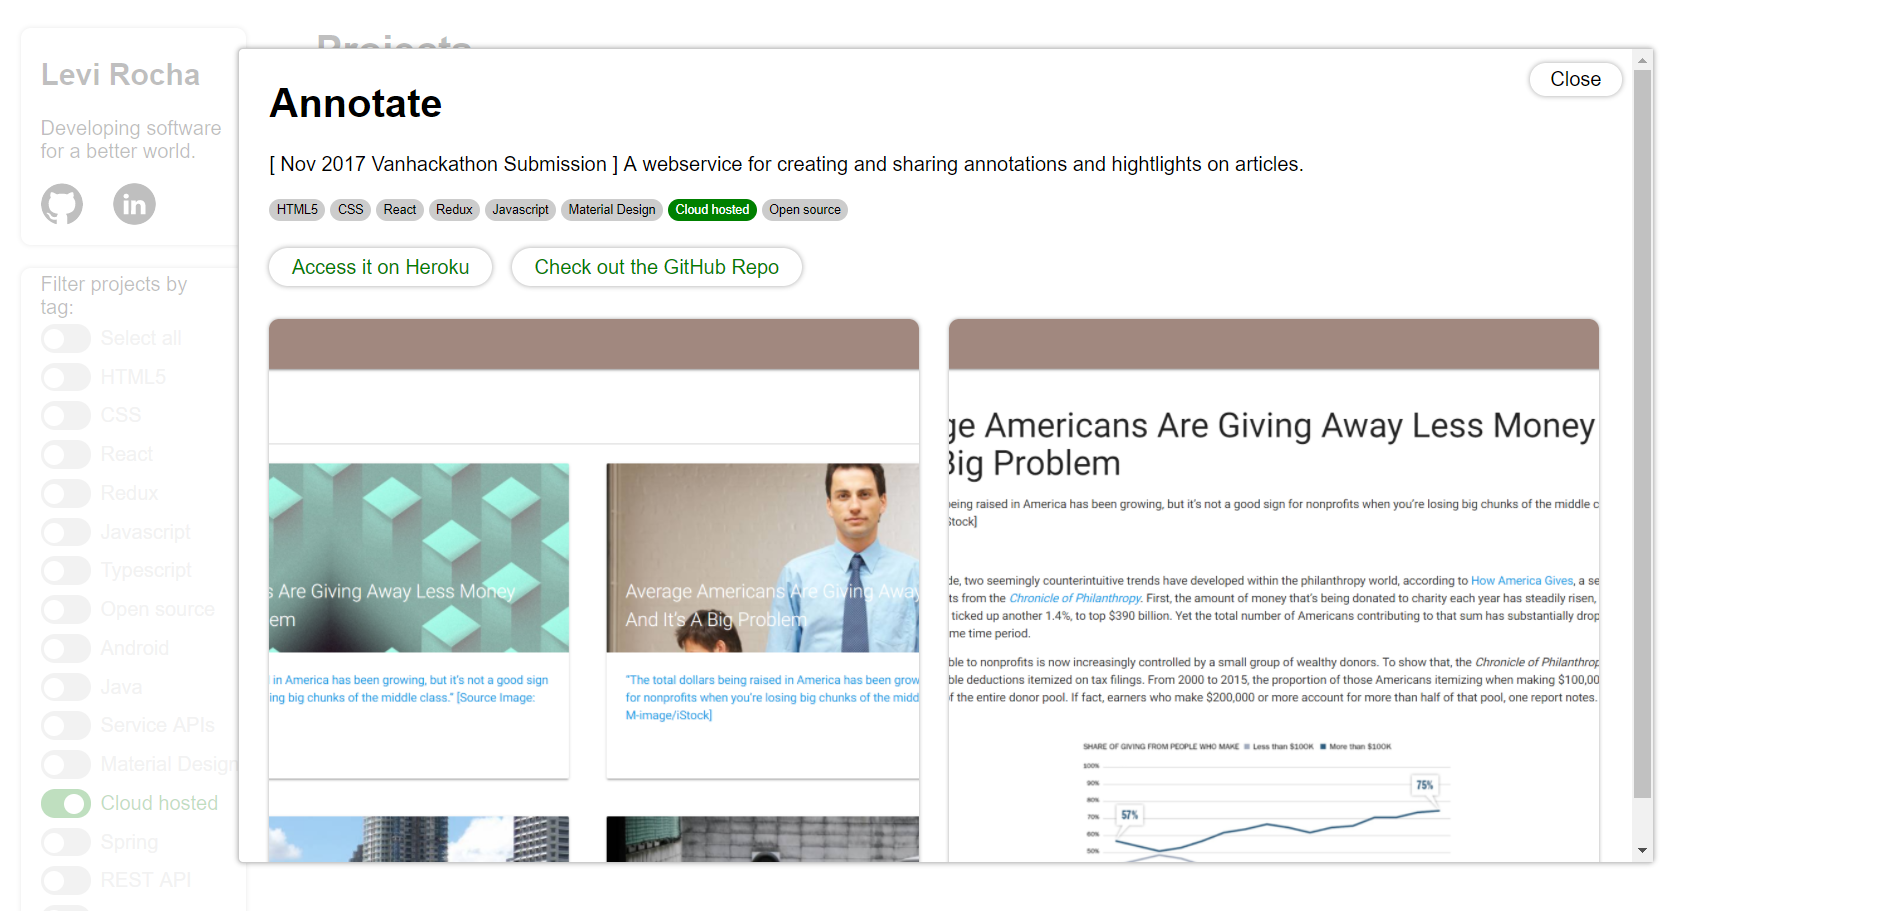 Projects
Levi Rocha
Developing software
for a better world.
in
Filter projects by
tag:
Select all
HTML5
CSS
React
Redux
Javascript
Typescript
Open source
Android
Java
Service APIs
Material Design
Cloud hosted
Spring
REST API
Close
Annotate
[ Nov 2017 Vanhackathon Submission ] A webservice for creating and sharing annotations and hightlights on articles.
HTML5 CSS React Redux Javascript Material Design Cloud hosted Open source
Access it on Heroku Check out the GitHub Repo
s Are Giving Away Less Money
em
in America has been growing, but it's not a good sign
ing big chunks of the middle class." [Source Image:
Average Americans Are Giving Away
And It's A Big Problem
"The total dollars being raised in America has been grow
for nonprofits when you're losing big chunks of the midd
M-image/iStock]
ge Americans Are Giving Away Less Money
Big Problem
being raised in America has been growing, but it's not a good sign for nonprofits when you're losing big chunks of the middle c
Stock]
de, two seemingly counterintuitive trends have developed within the philanthropy world, according to How America Gives, a se
ts from the Chronicle of Philanthropy. First, the amount of money that's being donated to charity each year has steadily risen,
ticked up another 1.4%, to top $390 billion. Yet the total number of Americans contributing to that sum has substantially drop
me time period.
ble to nonprofits is now increasingly controlled by a small group of wealthy donors. To show that, the Chronicle of Philanthrop
ble deductions itemized on tax filings. From 2000 to 2015, the proportion of those Americans itemizing when making $100,00
f the entire donor pool. If fact, earners who make $200,000 or more account for more than half of that pool, one report notes.
SHARE OF GIVING FROM PEOPLE WHO MAKE Less than $100K More than $100K
100%
90%
80%
70%
60%
50%
57%
75%